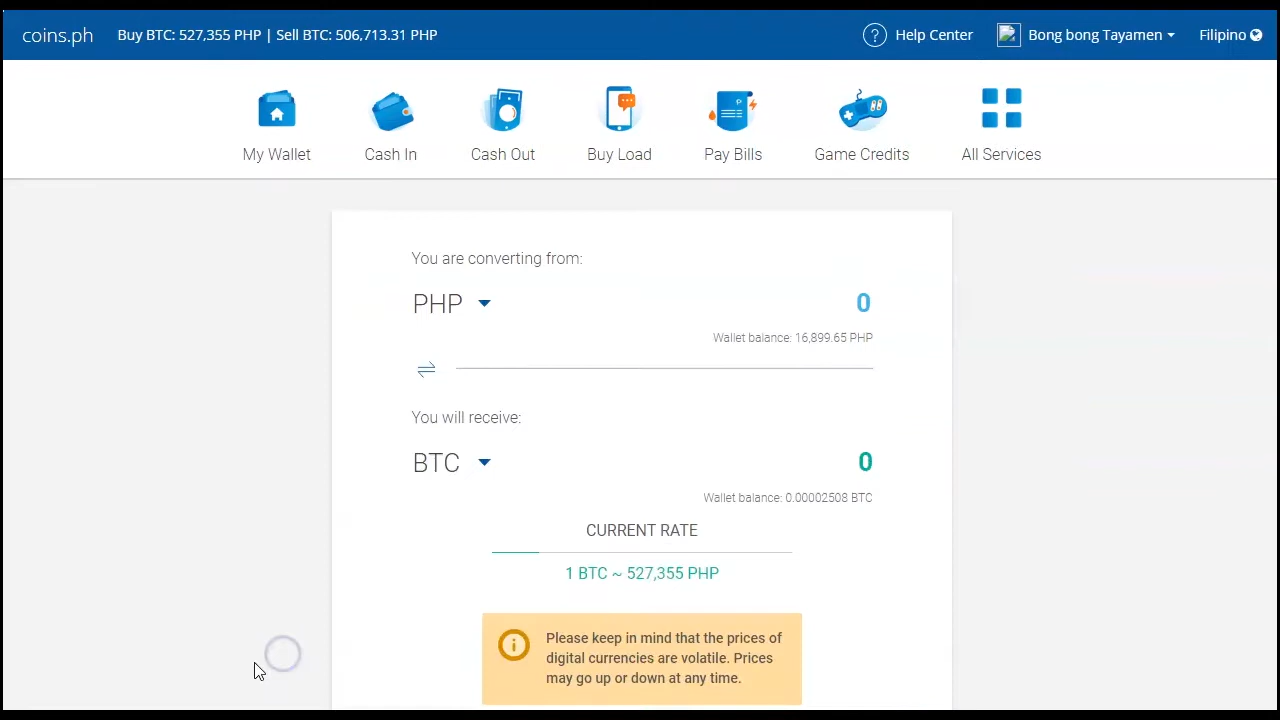 coins.ph Buy BTC: 527,355 PHP | Sell BTC: 506,713.31 PHP ? Help Center Bong bong Tayamen Filipino
My Wallet Cash In Cash Out Buy Load Pay Bills Game Credits All Services
You are converting from:
PHP 0
Wallet balance: 16,899.65 PHP
You will receive:
BTC 0
Wallet balance: 0.00002508 BTC
CURRENT RATE
1 BTC ~ 527,355 PHP
Please keep in mind that the prices of
digital currencies are volatile. Prices
may go up or down at any time.